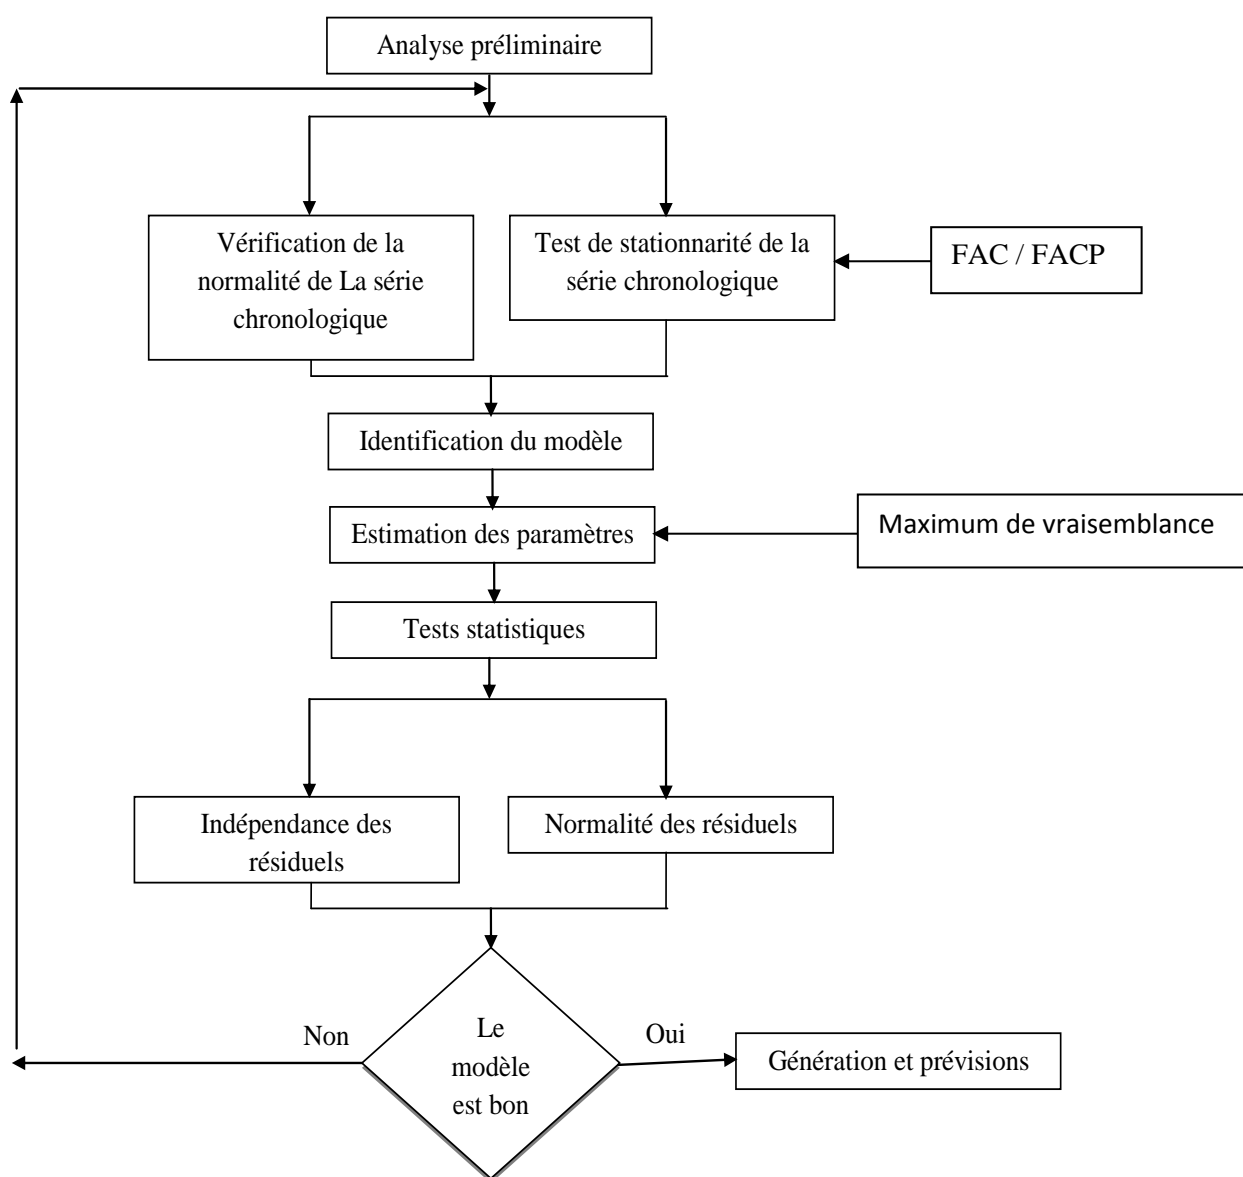 Analyse préliminaire
Vérification de la
normalité de La série
chronologique
Test de stationnarité de la
série chronologique
FAC / FACP
Identification du modèle
Estimation des paramètres
Maximum de vraisemblance
Tests statistiques
Indépendance des
résiduels
Normalité des résiduels
Non
Le
modèle
est bon
Oui
Génération et prévisions